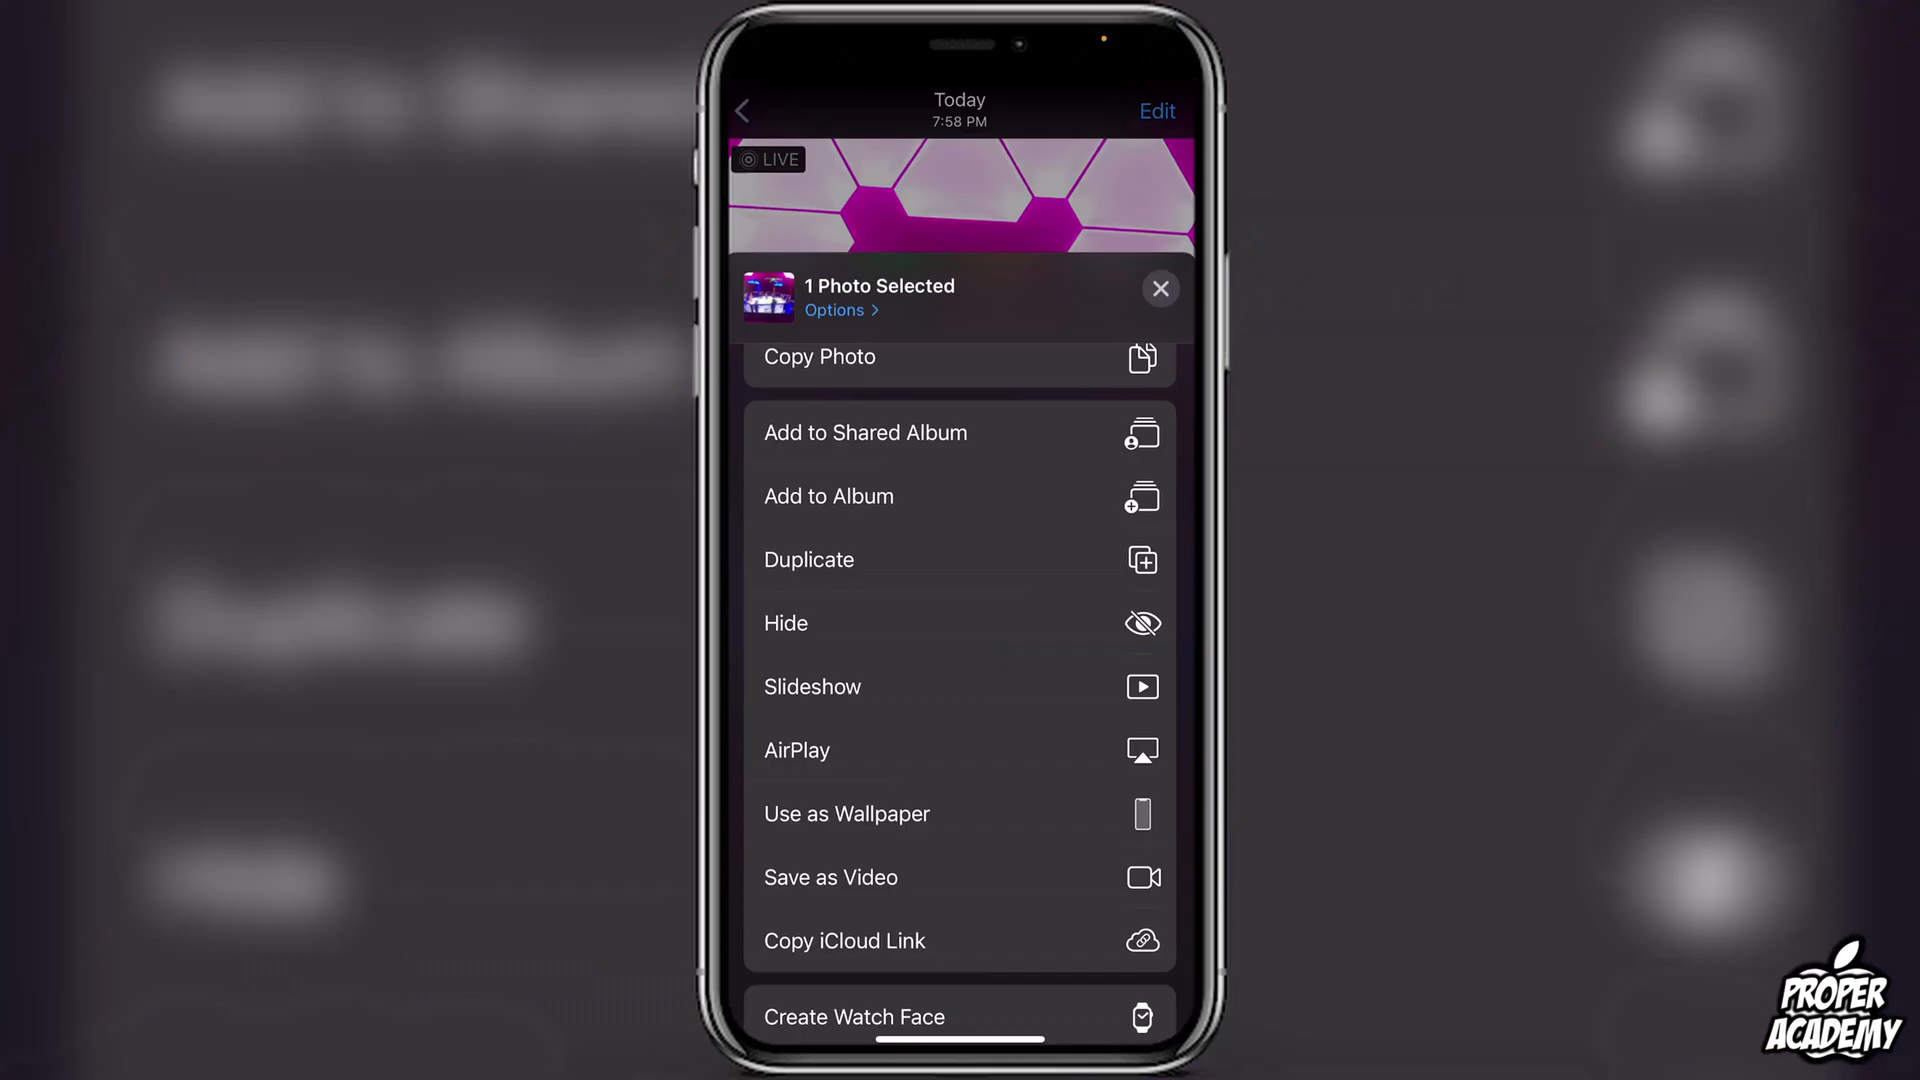 Today
7:58 PM
Edit
LIVE
1 Photo Selected
Options
Copy Photo
Add to Shared Album
Add to Album
Duplicate
Hide
Slideshow
AirPlay
Use as Wallpaper
Save as Video
Copy iCloud Link
Create Watch Face
PROPER
ACADEMY